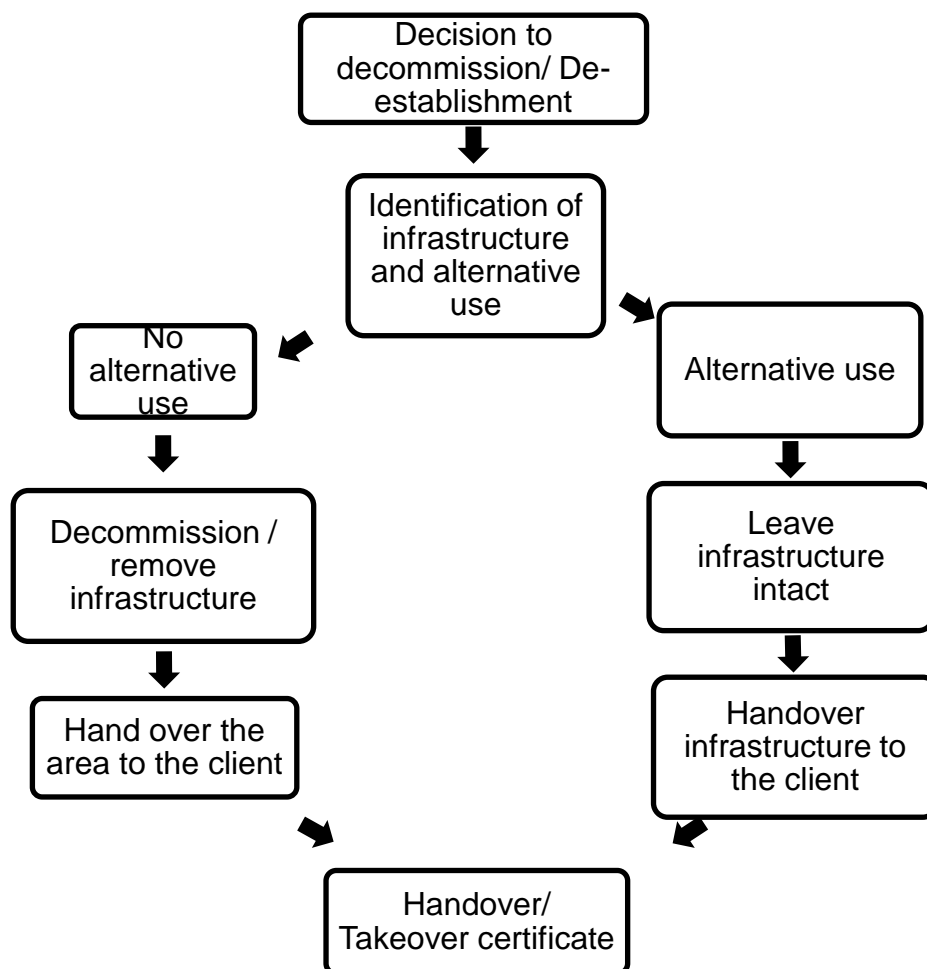 Decision to
decommission/ De-
establishment
Identification of
infrastructure
and alternative
use
No
alternative
use
Alternative use
Decommission /
remove
infrastructure
Leave
infrastructure
intact
Hand over the
area to the client
Handover
infrastructure to
the client
Handover/
Takeover certificate